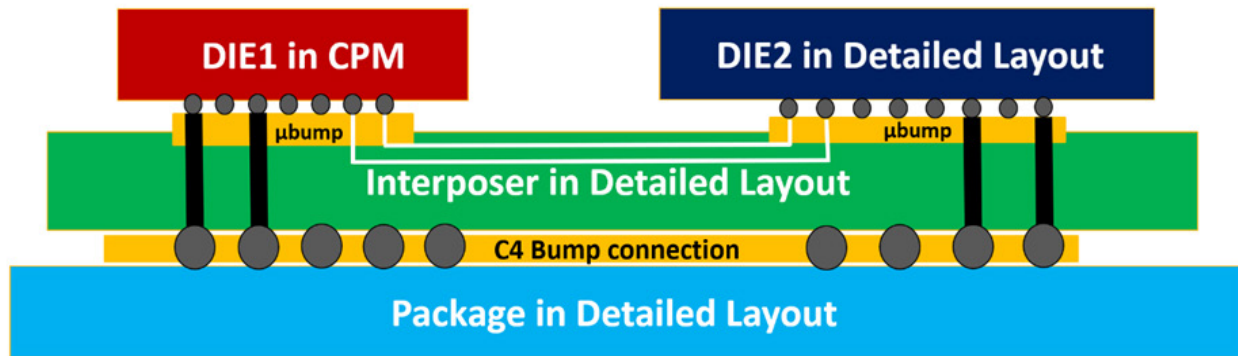 DIE1 in CPM
DIE2 in Detailed Layout
μbump
μbump
Interposer in Detailed Layout
C4 Bump connection
Package in Detailed Layout